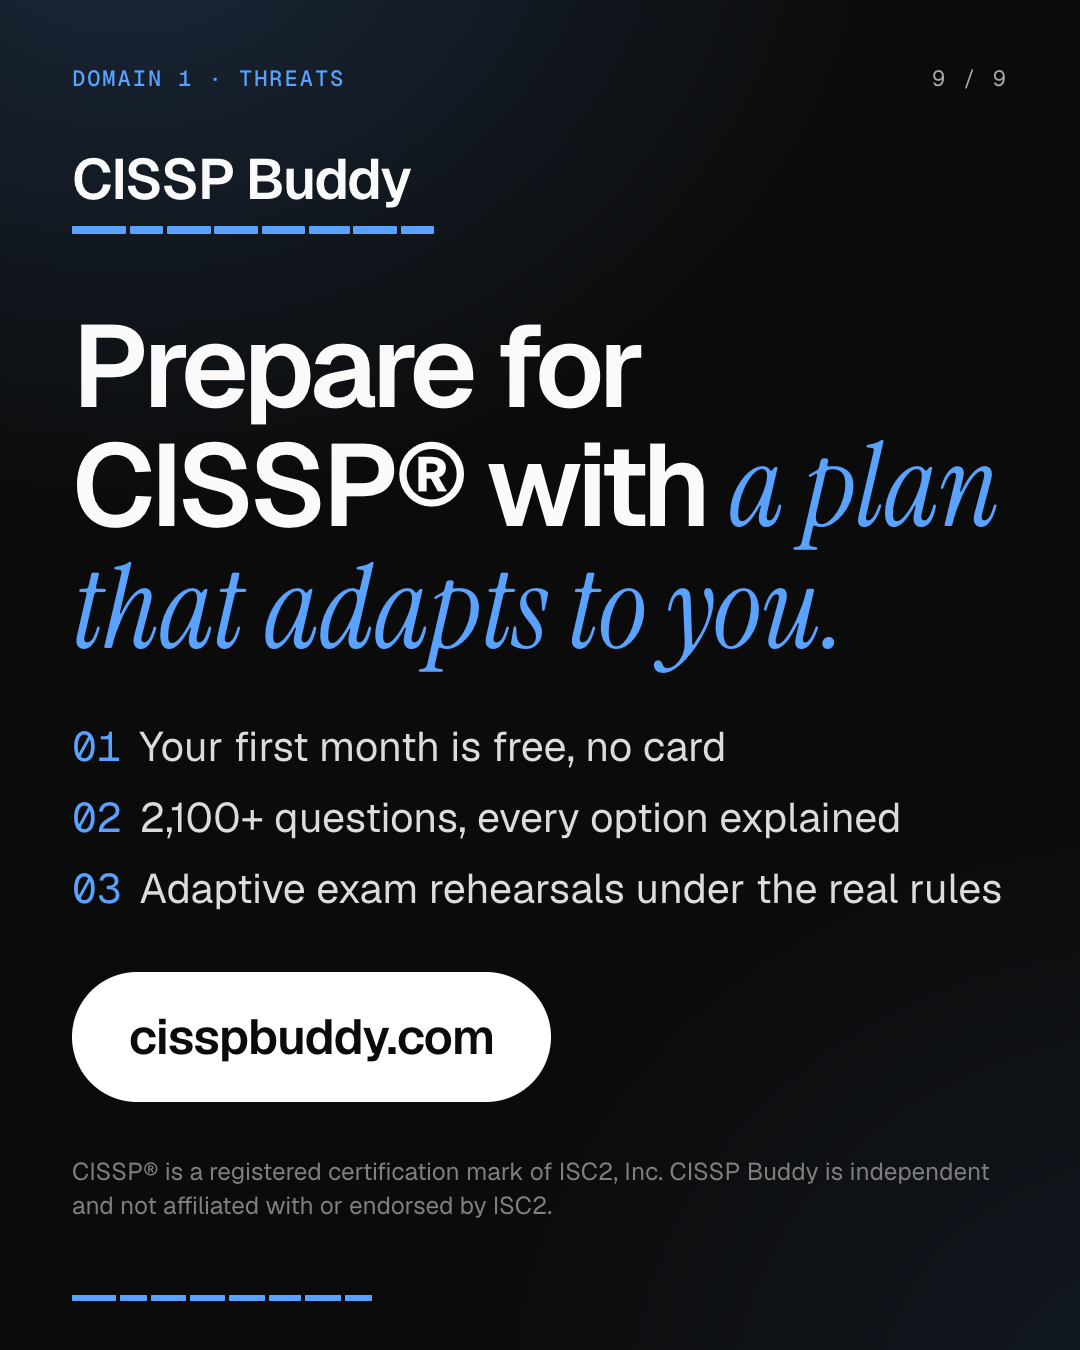 DOMAIN 1 · THREATS
9 / 9
CISSP Buddy
Prepare for
CISSP® with a plan
that adapts to you.
01 Your first month is free, no card
02 2,100+ questions, every option explained
03 Adaptive exam rehearsals under the real rules
cisspbuddy.com
CISSP® is a registered certification mark of ISC2, Inc. CISSP Buddy is independent
and not affiliated with or endorsed by ISC2.